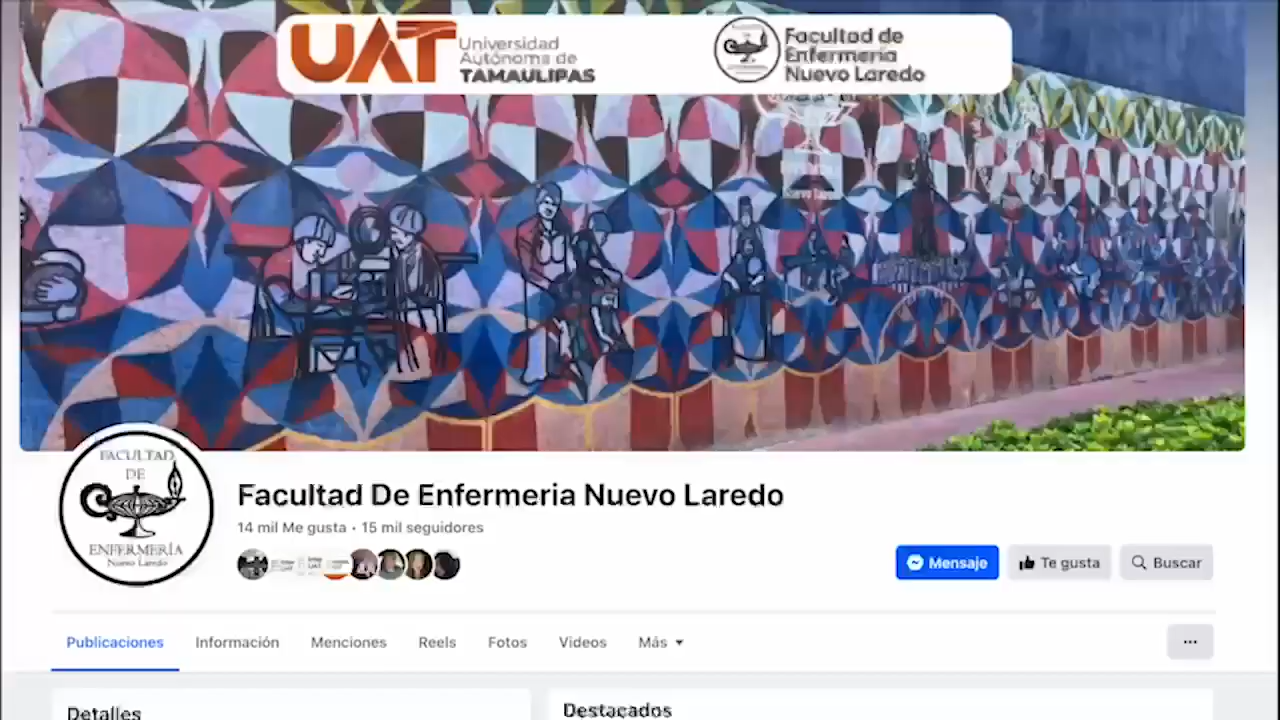 UAT
Universidad
Autónoma de
TAMAULIPAS
Facultad de
Enfermería
Nuevo Laredo
FACULTAD
DE
ENFERMERÍA
Nuevo Laredo
Facultad De Enfermeria Nuevo Laredo
14 mil Me gusta • 15 mil seguidores
Mensaje
Te gusta
Buscar
Publicaciones
Información
Menciones
Reels
Fotos
Videos
Más
Detalles
Destacados